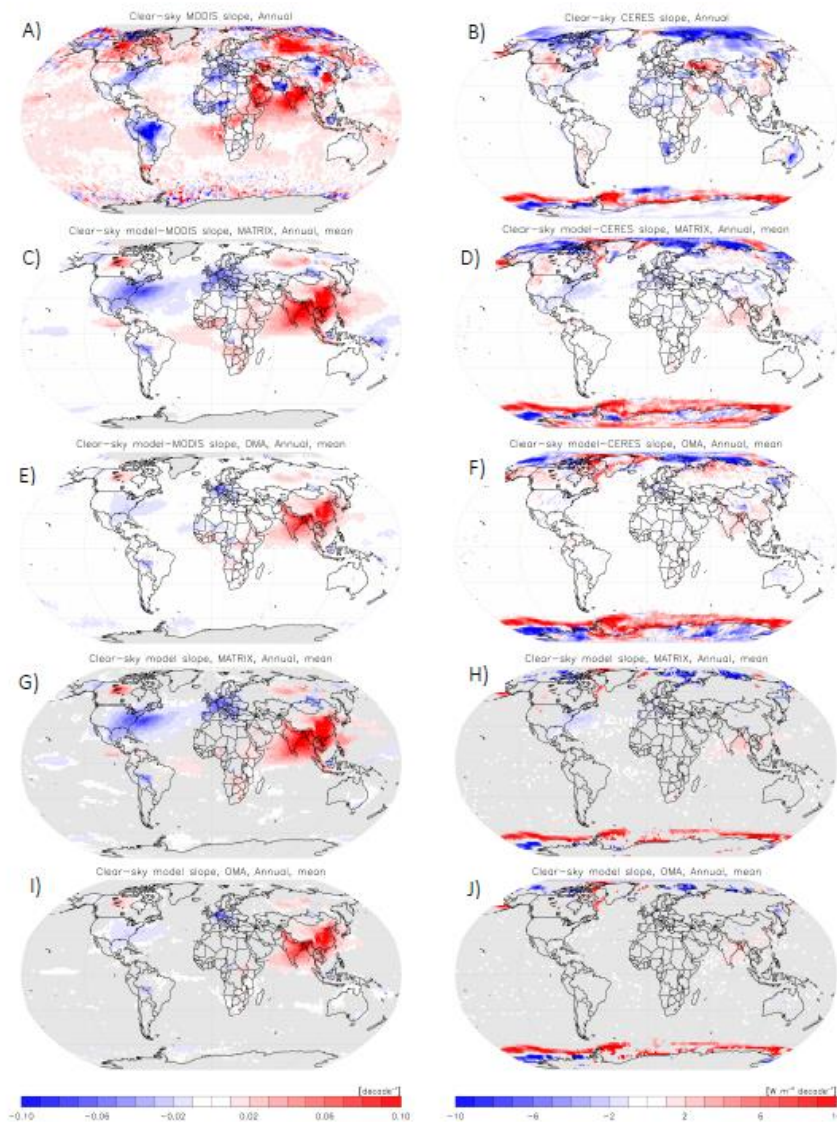 Clear-sky MODIS slope, Annual
A)
Clear-sky CERES slope, Annual
B)
Clear-sky model-MODIS slope, MATRIX, Annual, mean
C)
Clear-sky model-CERES slope, MATRIX, Annual, mean
D)
Clear-sky model-MODIS slope, OMA, Annual, mean
E)
Clear-sky model-CERES slope, OMA, Annual, mean
F)
Clear-sky model slope, MATRIX, Annual, mean
G)
Clear-sky model slope, MATRIX, Annual, mean
H)
Clear-sky model slope, OMA, Annual, mean
I)
Clear-sky model slope, OMA, Annual, mean
J)
[decade⁻¹]
-0.10 -0.06 -0.02 0.02 0.06 0.10
[W m⁻² decade⁻¹]
-10 -6 -2 2 6 1